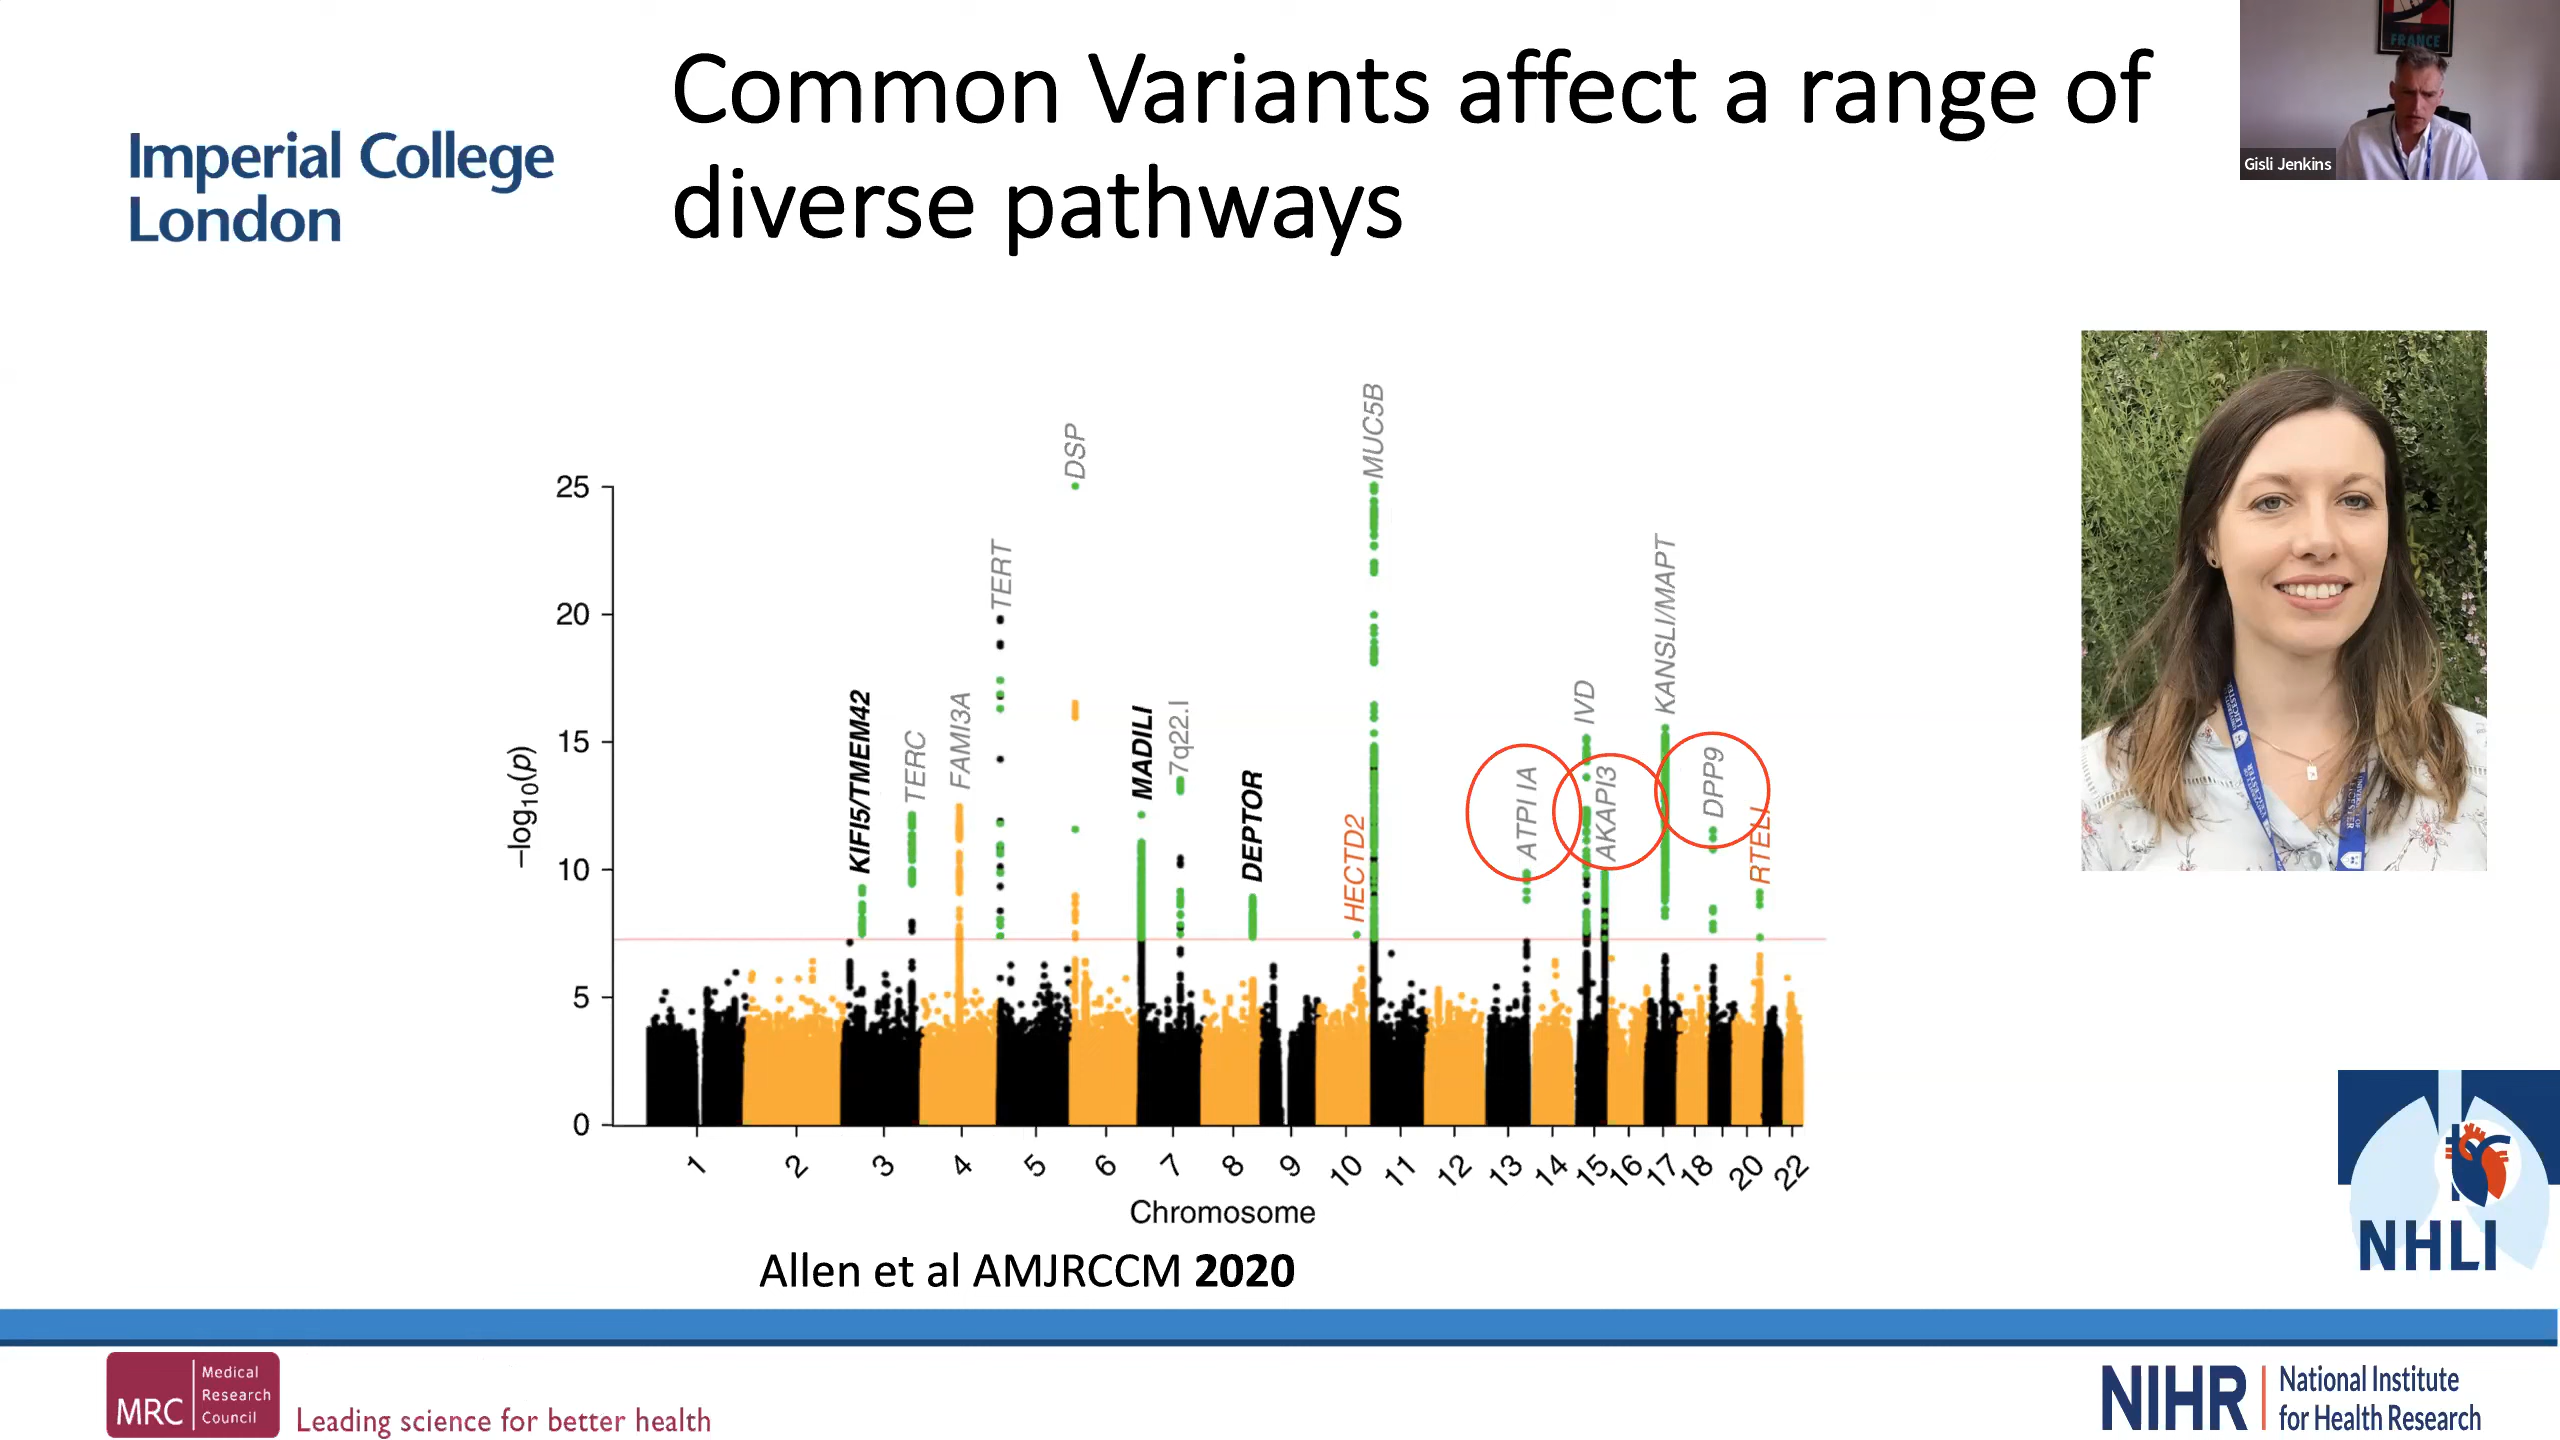 Common Variants affect a range of
diverse pathways
Imperial College
London
FRANCE
Gisli Jenkins
MUC5B
DSP
TERT
KANSLI/MAPT
KIFI5/TMEM42
TERC
FAMI3A
MADILI
7q22.I
DEPTOR
HECTD2
ATPI IA
IVD
AKAPI3
DPP9
RTELI
25
20
15
10
5
0
–log10(p)
1 2 3 4 5 6 7 8 9 10 11 12 13 14 15 16 17 18 20 22
Chromosome
Allen et al AMJRCCM 2020
NHLI
MRC
Medical
Research
Council
Leading science for better health
NIHR
National Institute
for Health Research